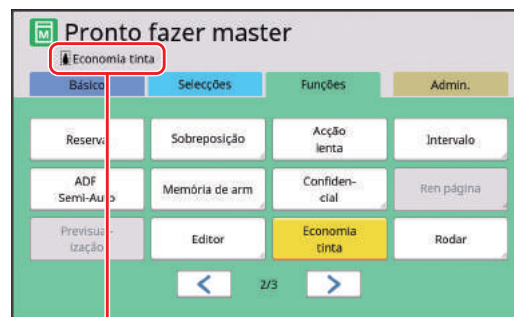 Pronto fazer master
Economia tinta
Básico
Selecções
Funções
Admin.
Reserva
Sobreposição
Acção
lenta
Intervalo
ADF
Semi-Auto
Memória de arm
Confiden-
cial
Ren página
Previsual-
ização
Editor
Economia
tinta
Rodar
2/3